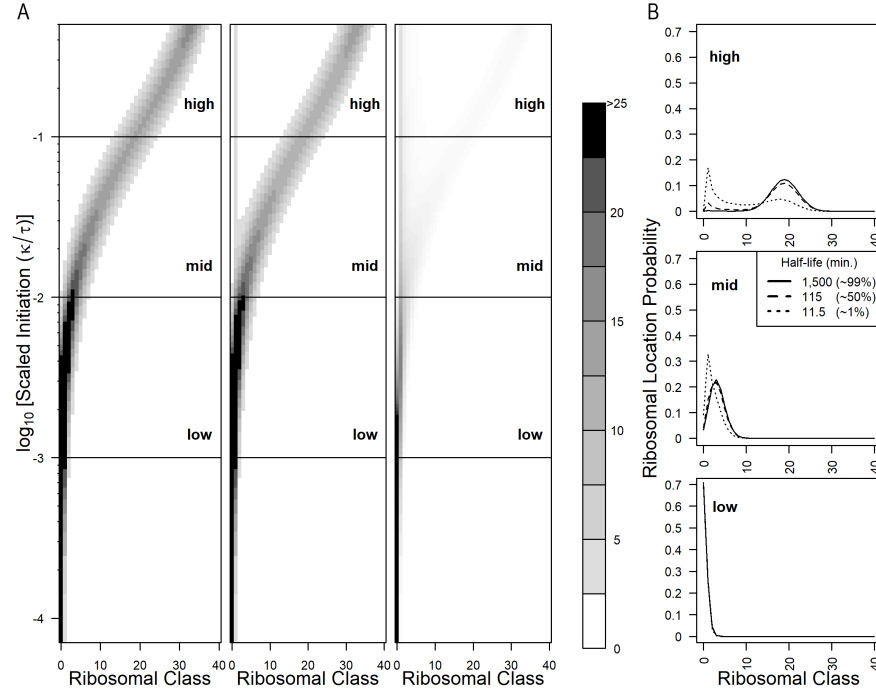 A
B
log10 [Scaled Initiation (κ/τ)]
-1
-2
-3
-4
high
mid
low
high
mid
low
high
mid
low
0 10 20 30 40
0 10 20 30 40
0 10 20 30 40
Ribosomal Class
Ribosomal Class
Ribosomal Class
>25
20
15
10
5
0
Ribosomal Location Probability
0.7
0.6
0.5
0.4
0.3
0.2
0.1
0
high
0 10 20 30 40
0.7
0.6
0.5
0.4
0.3
0.2
0.1
0
mid
Half-life (min.)
1,500 (~99%)
115 (~50%)
11.5 (~1%)
0 10 20 30 40
0.7
0.6
0.5
0.4
0.3
0.2
0.1
0
low
0 10 20 30 40
Ribosomal Class